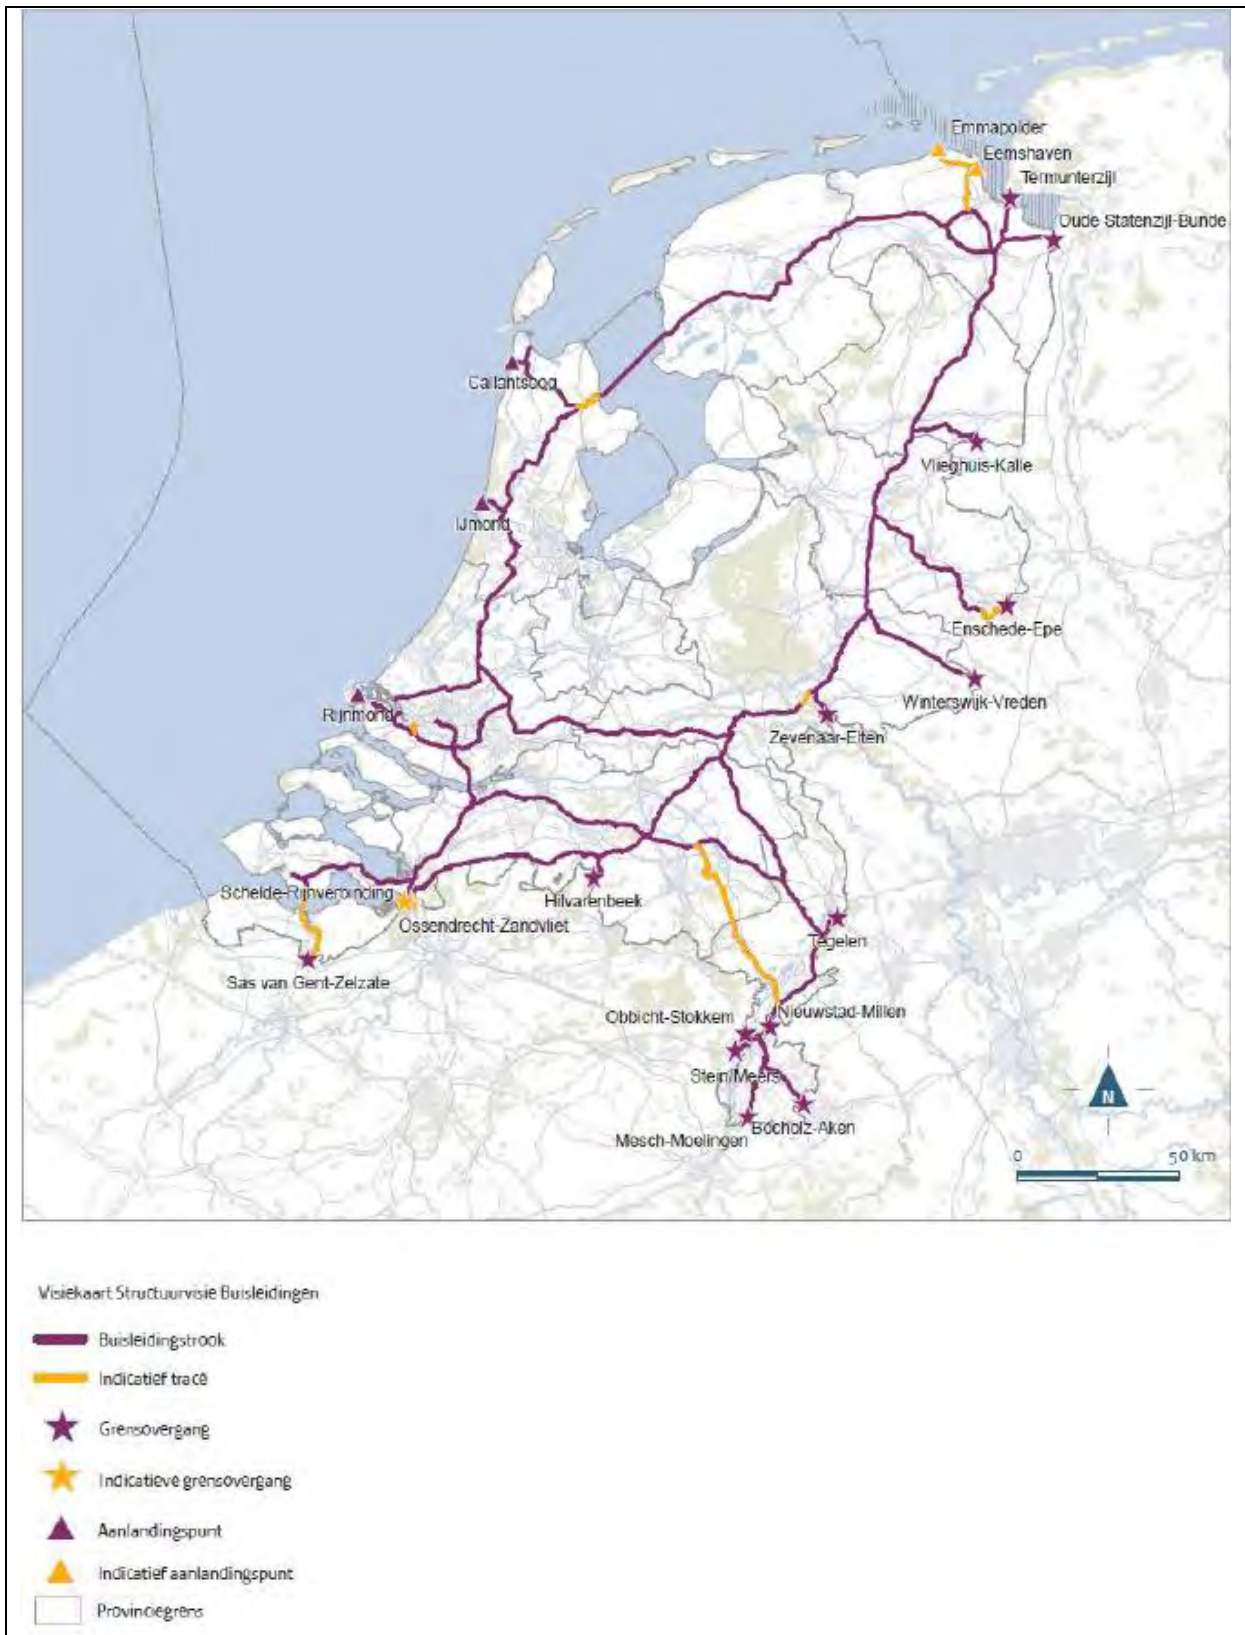 Emmapolder
Eemshaven
Termunterzijl
Oude Statenzijl-Bunde
Callantsoog
Vlieghuis-Kalle
IJmond
Enschede-Epe
Winterswijk-Vreden
Rijnmond
Zevenaar-Elten
Schelde-Rijnverbinding
Hilvarenbeek
Ossendrecht-Zandvliet
Tegelen
Sas van Gent-Zelzate
Obbicht-Stokkem
Nieuwstad-Millen
Stein/Meers
Bocholz-Aken
Mesch-Moelingen
N
0 50 km
Visiekaart Structuurvisie Buisleidingen
Buisleidingstrook
Indicatief tracé
Grensovergang
Indicatieve grensovergang
Aanlandingspunt
Indicatief aanlandingspunt
Provinciegrens